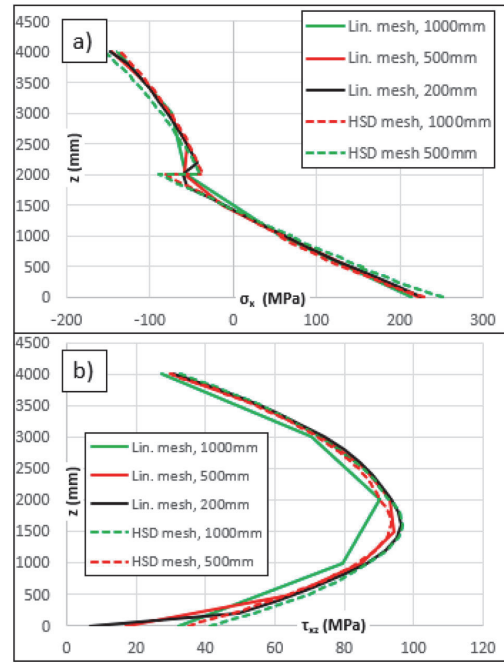 a)
4500
4000
3500
3000
2500
2000
1500
1000
500
0
z (mm)
Lin. mesh, 1000mm
Lin. mesh, 500mm
Lin. mesh, 200mm
HSD mesh, 1000mm
HSD mesh 500mm
-200 -100 0 100 200 300
σx (MPa)
b)
4500
4000
3500
3000
2500
2000
1500
1000
500
0
z (mm)
Lin. mesh, 1000mm
Lin. mesh, 500mm
Lin. mesh, 200mm
HSD mesh, 1000mm
HSD mesh, 500mm
τxz (MPa)
0 20 40 60 80 100 120